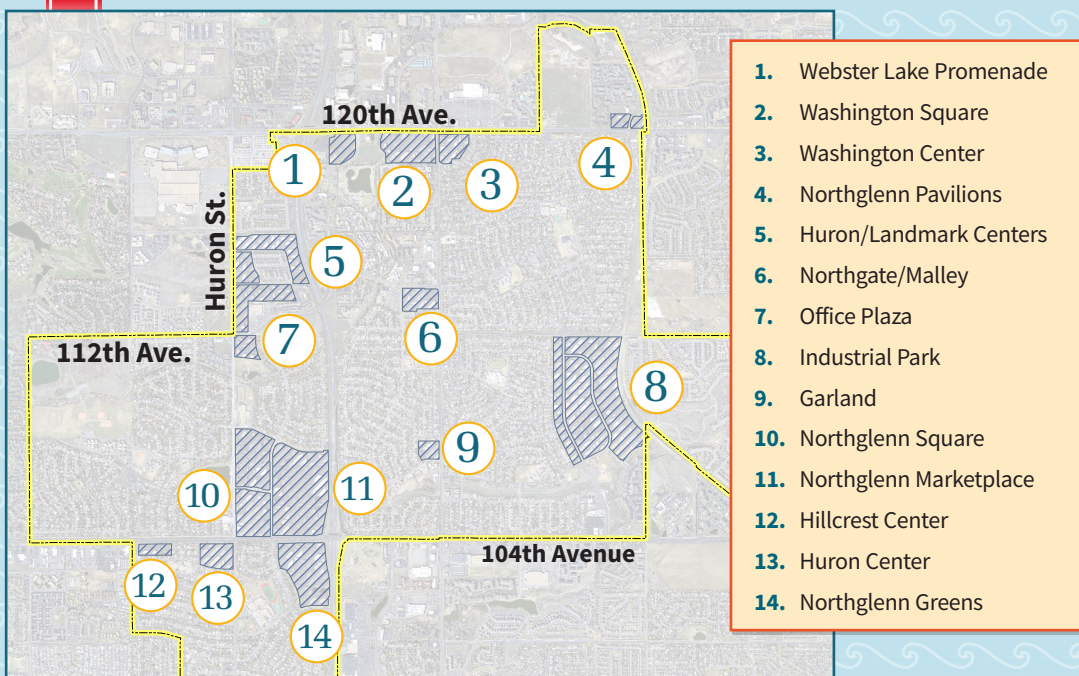 120th Ave.
Huron St.
112th Ave.
104th Avenue
1
2
3
4
5
6
7
8
9
10
11
12
13
14
1. Webster Lake Promenade
2. Washington Square
3. Washington Center
4. Northglenn Pavilions
5. Huron/Landmark Centers
6. Northgate/Malley
7. Office Plaza
8. Industrial Park
9. Garland
10. Northglenn Square
11. Northglenn Marketplace
12. Hillcrest Center
13. Huron Center
14. Northglenn Greens